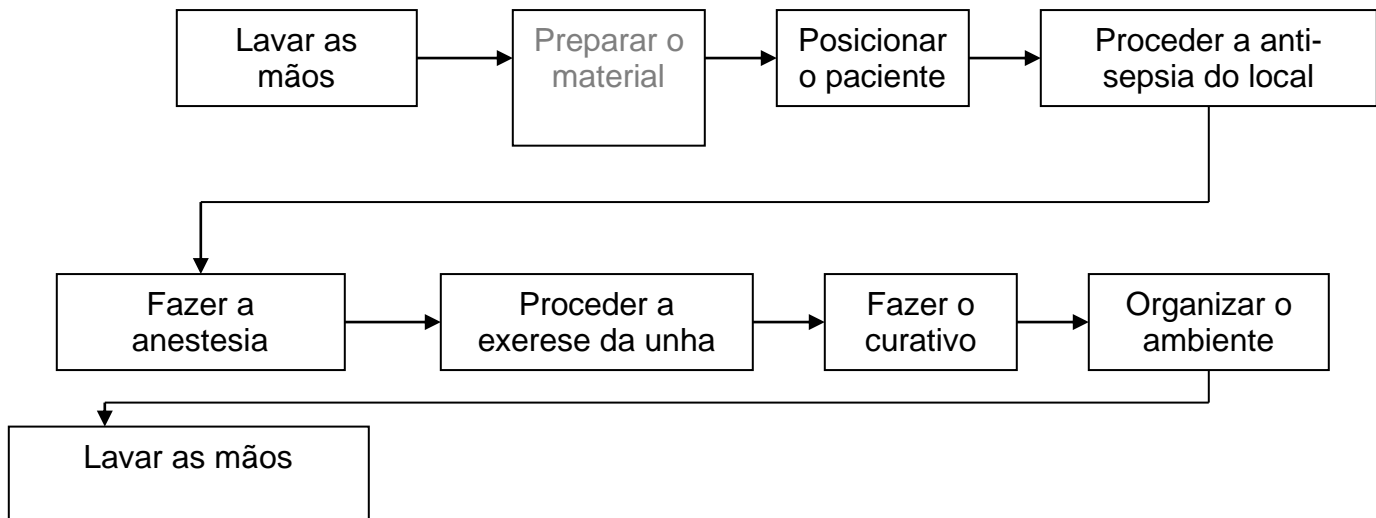 Lavar as
mãos
Preparar o
material
Posicionar
o paciente
Proceder a anti-
sepsia do local
Fazer a
anestesia
Proceder a
exerese da unha
Fazer o
curativo
Organizar o
ambiente
Lavar as mãos